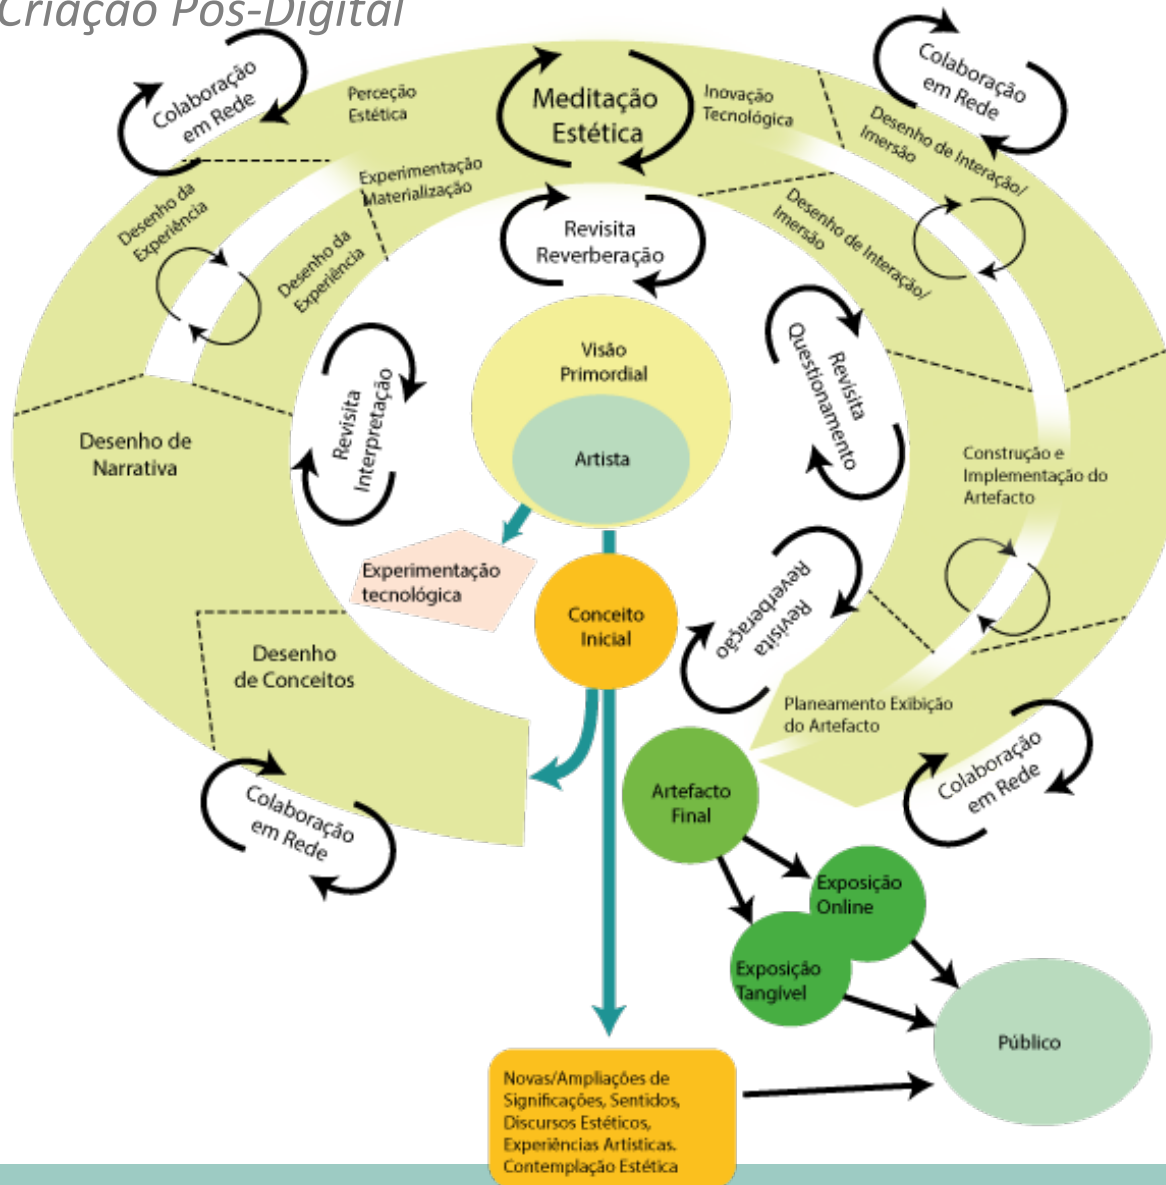 Criação Pós-Digital
Colaboração
em Rede
Perceção
Estética
Meditação
Estética
Inovação
Tecnológica
Colaboração
em Rede
Desenho de Interação/
Imersão
Experimentação
Materialização
Desenho da
Experiência
Desenho da
Experiência
Revisita
Reverberação
Desenho de Interação/
Imersão
Visão
Primordial
Artista
Revisita
Interpretação
Revisita
Questionamento
Desenho de
Narrativa
Construção e
Implementação do
Artefacto
Experimentação
tecnológica
Conceito
Inicial
Revisita
Reverberação
Desenho
de Conceitos
Planeamento Exibição
do Artefacto
Colaboração
em Rede
Colaboração
em Rede
Artefacto
Final
Exposição
Online
Exposição
Tangível
Público
Novas/Ampliações de
Significações, Sentidos,
Discursos Estéticos,
Experiências Artísticas.
Contemplação Estética